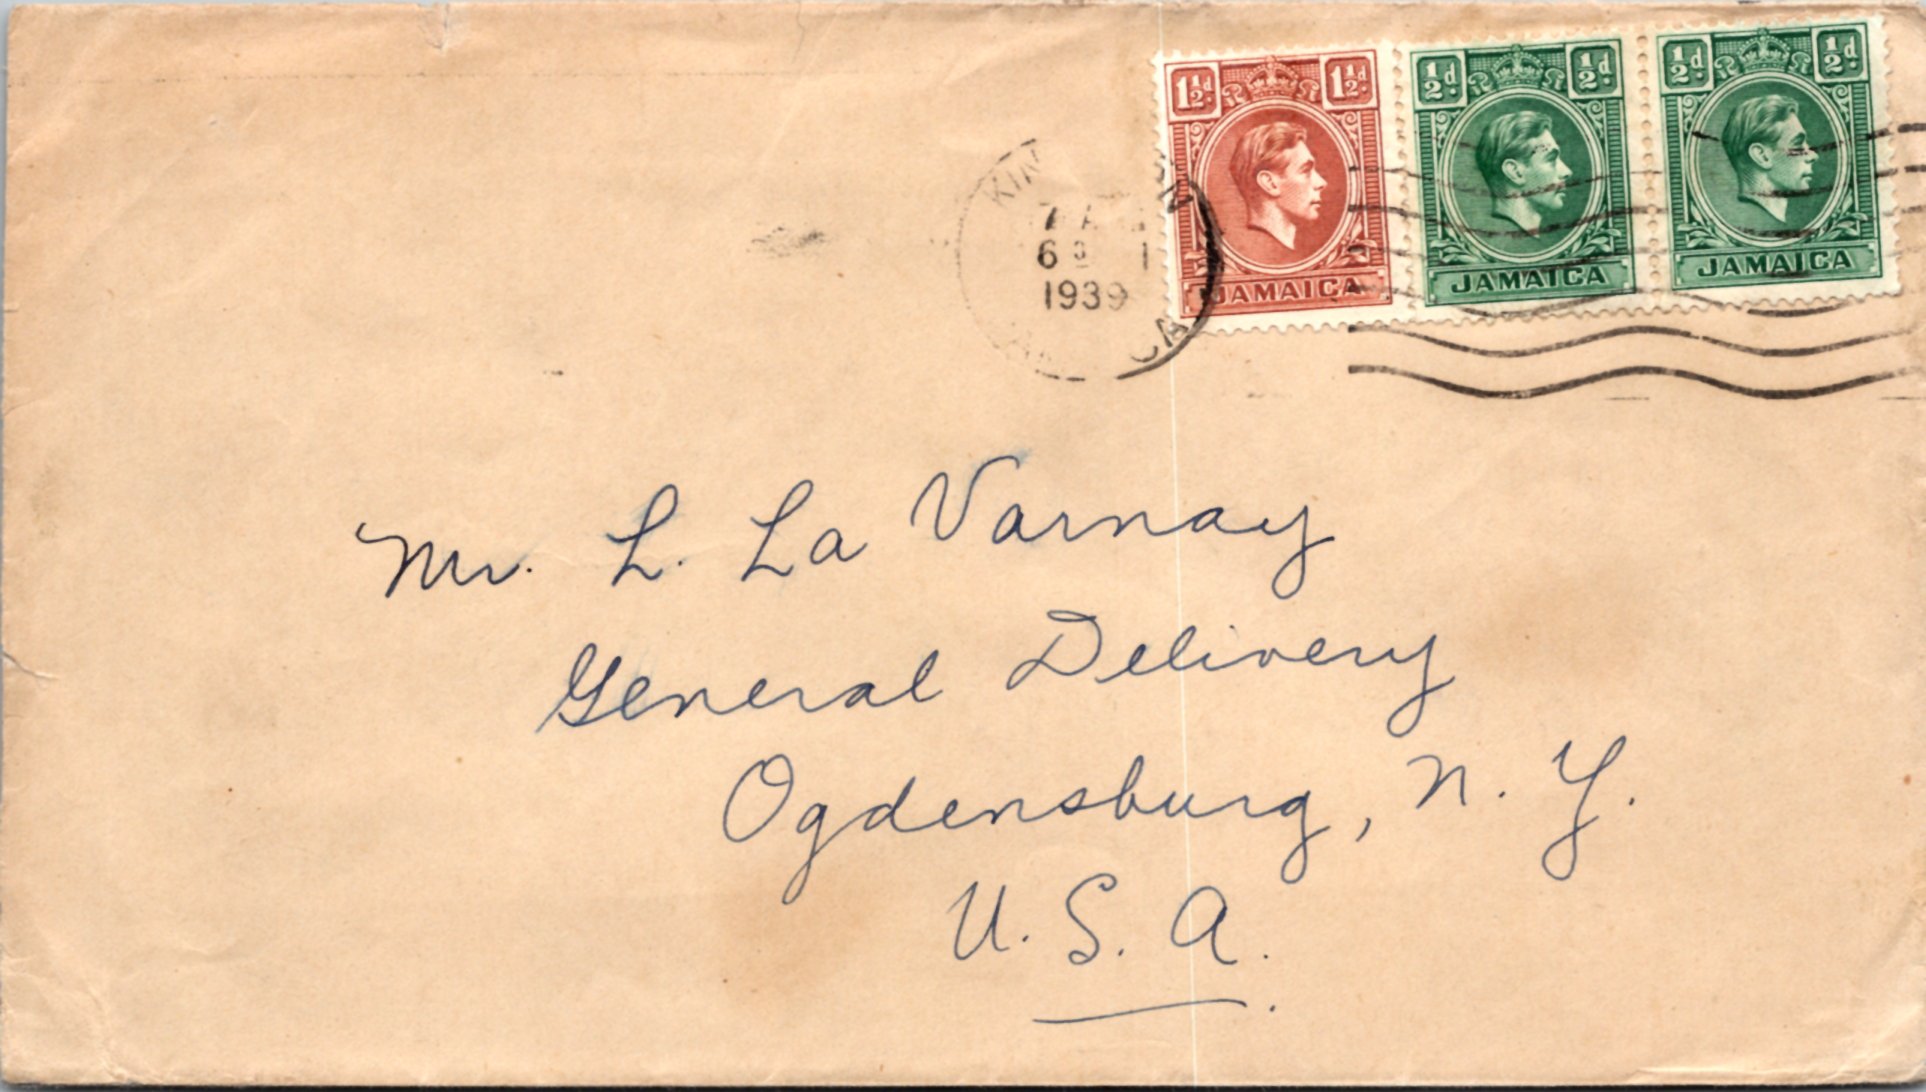 1½d. 1½d.
JAMAICA
½d. ½d.
JAMAICA
½d. ½d.
JAMAICA
1939
Mr. L. La Varnay
General Delivery
Ogdensburg, N. Y.
U. S. A.